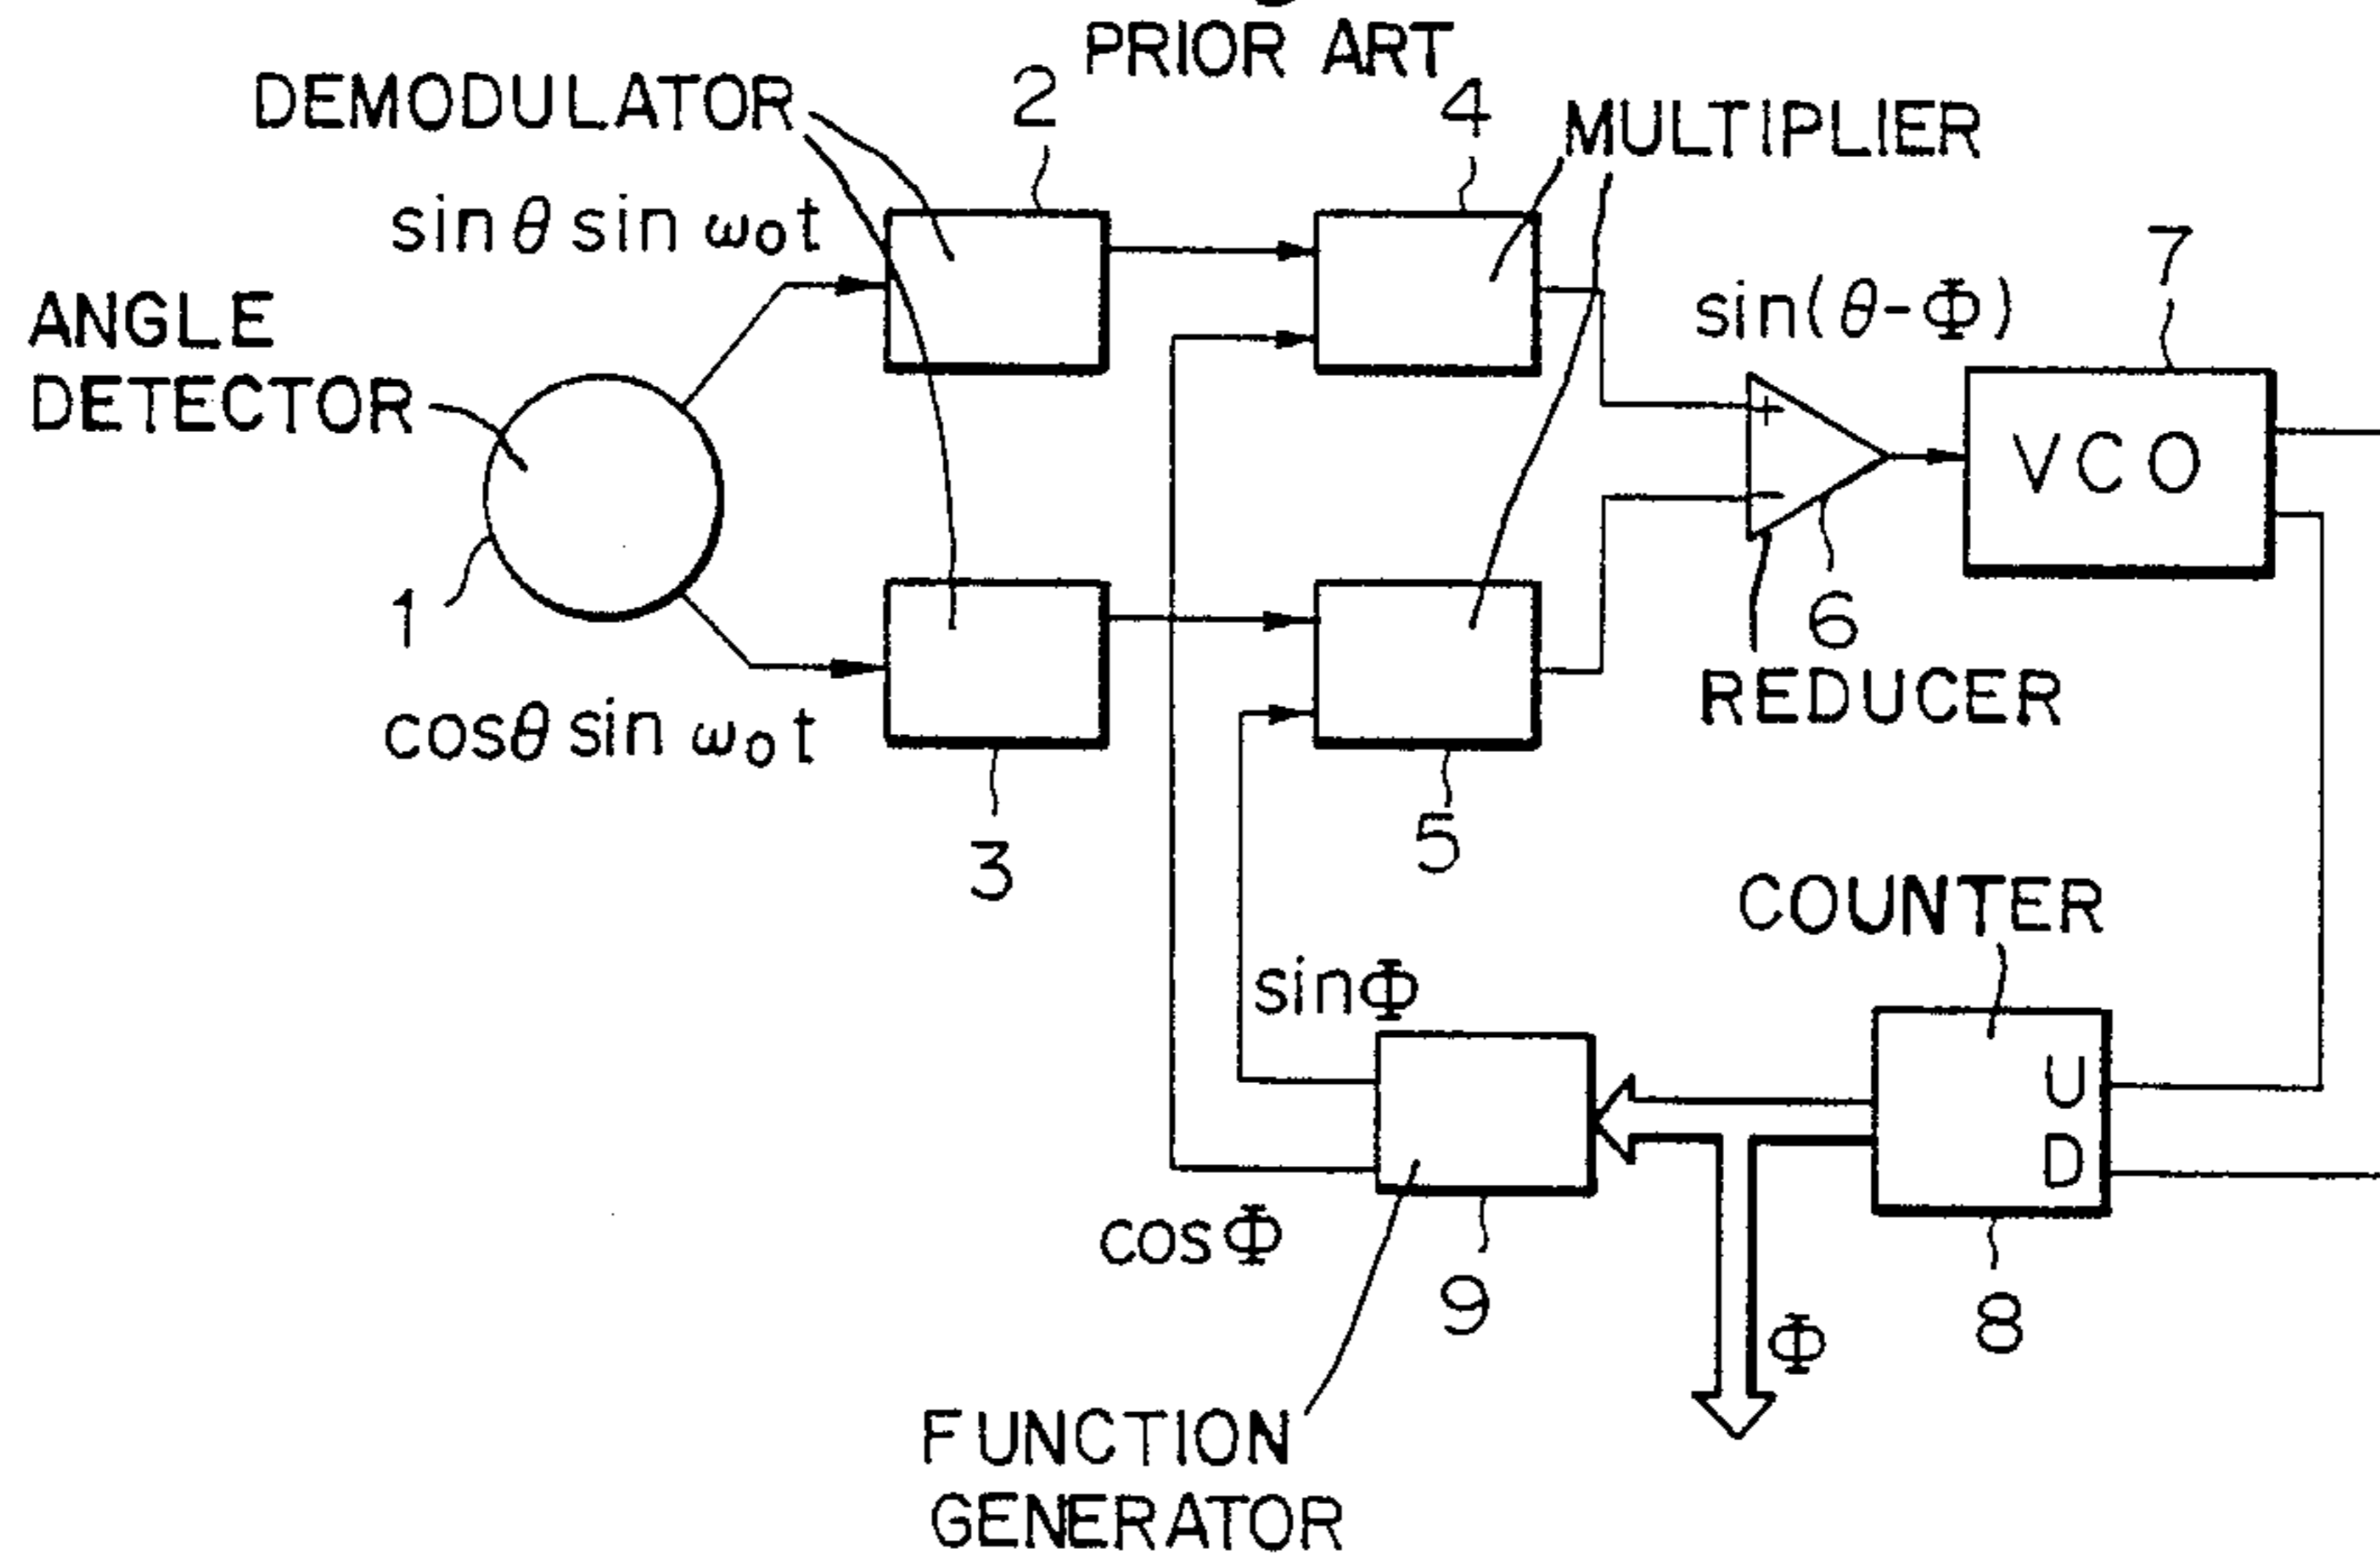 PRIOR ART
DEMODULATOR
2
4
MULTIPLIER
sin θ sin ω₀t
7
ANGLE
DETECTOR
sin(θ-Φ)
+
VCO
−
1
6
REDUCER
cosθ sin ω₀t
3
5
COUNTER
sinΦ
U
D
cosΦ
9
8
Φ
FUNCTION
GENERATOR